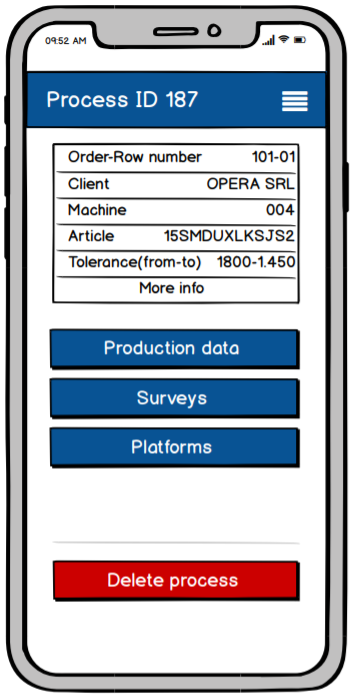 09:52 AM
Process ID 187
Order-Row number 101-01
Client OPERA SRL
Machine 004
Article 15SMDUXLKSJS2
Tolerance(from-to) 1800-1.450
More info
Production data
Surveys
Platforms
Delete process